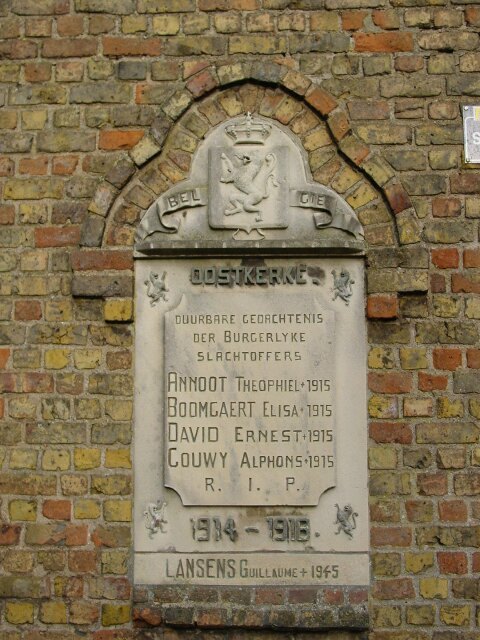 BEL GIE
OOSTKERKE
DUURBARE GEDACHTENIS
DER BURGERLYKE
SLACHTOFFERS
ANNOOT THEOPHIEL + 1915
BOOMGAERT ELISA + 1915
DAVID ERNEST + 1915
GOUWY ALPHONS + 1915
R. I. P.
1914 - 1918.
LANSENS GUILLAUME + 1945